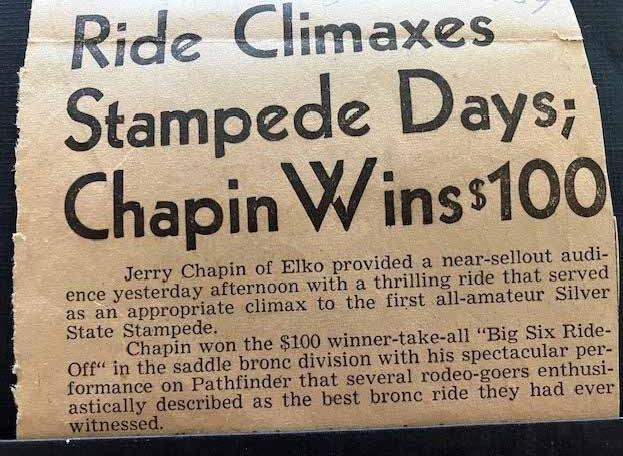 Ride Climaxes
Stampede Days;
Chapin Wins $100
Jerry Chapin of Elko provided a near-sellout audi-
ence yesterday afternoon with a thrilling ride that served
as an appropriate climax to the first all-amateur Silver
State Stampede.
Chapin won the $100 winner-take-all "Big Six Ride-
Off" in the saddle bronc division with his spectacular per-
formance on Pathfinder that several rodeo-goers enthusi-
astically described as the best bronc ride they had ever
witnessed.